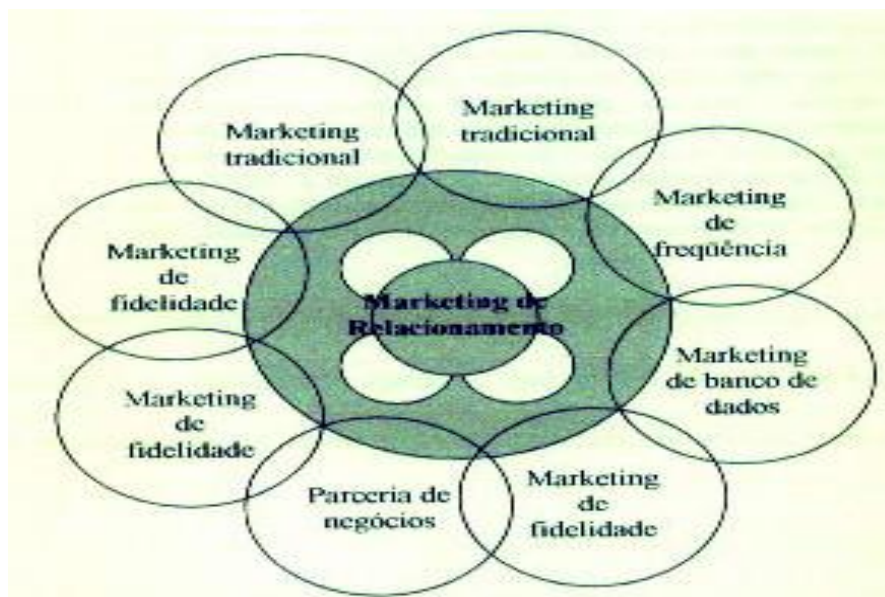 Marketing
tradicional
Marketing
tradicional
Marketing
de
freqüência
Marketing
de banco de
dados
Marketing
de
fidelidade
Parceria de
negócios
Marketing
de
fidelidade
Marketing
de
fidelidade
Marketing de
Relacionamento